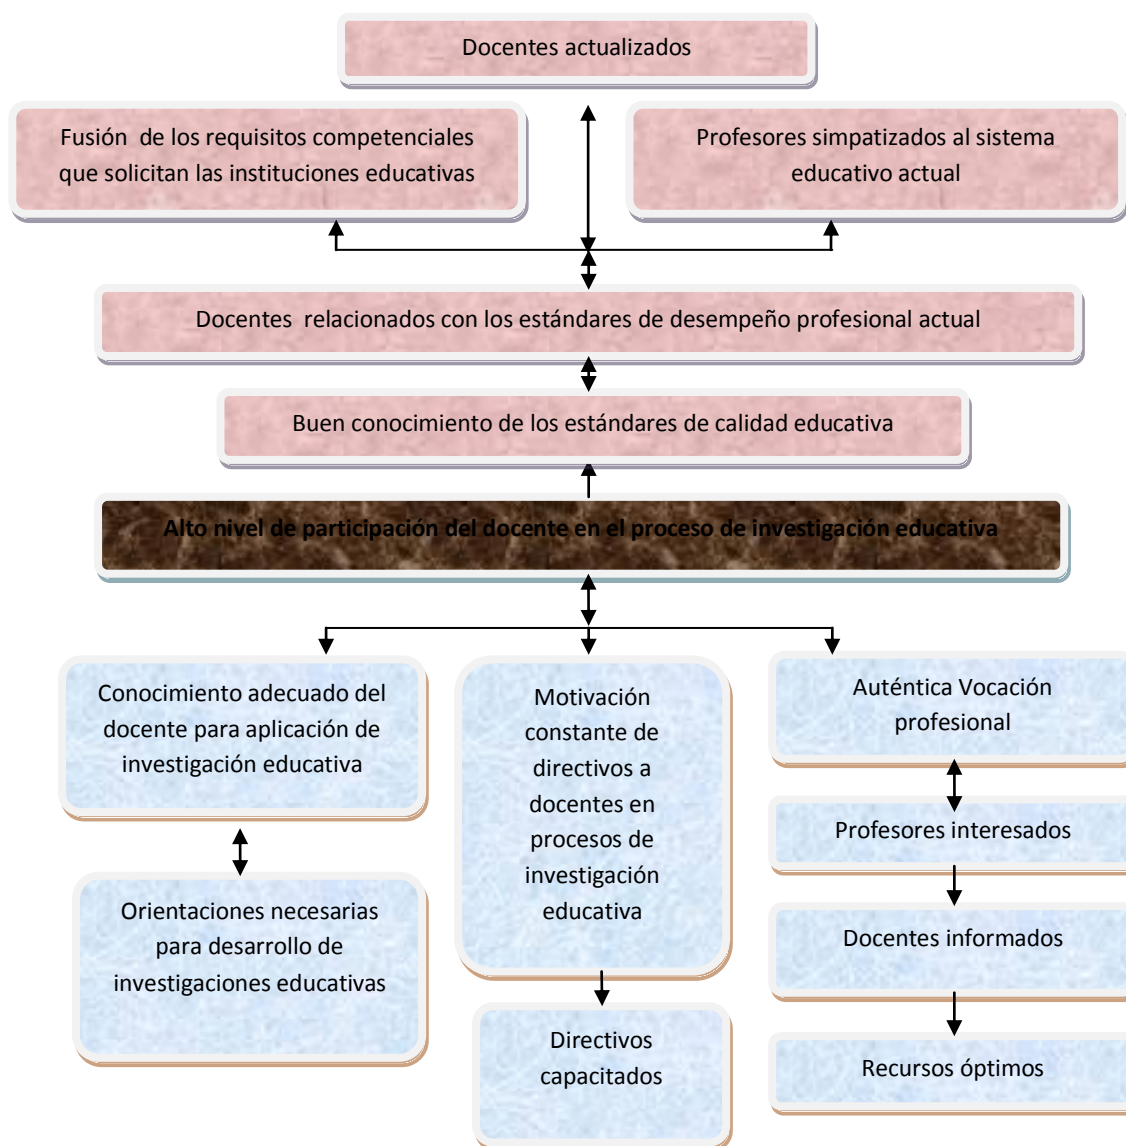 Docentes actualizados
Fusión de los requisitos competenciales
que solicitan las instituciones educativas
Profesores simpatizados al sistema
educativo actual
Docentes relacionados con los estándares de desempeño profesional actual
Buen conocimiento de los estándares de calidad educativa
Alto nivel de participación del docente en el proceso de investigación educativa
Conocimiento adecuado del
docente para aplicación de
investigación educativa
Motivación
constante de
directivos a
docentes en
procesos de
investigación
educativa
Auténtica Vocación
profesional
Profesores interesados
Orientaciones necesarias
para desarrollo de
investigaciones educativas
Docentes informados
Directivos
capacitados
Recursos óptimos